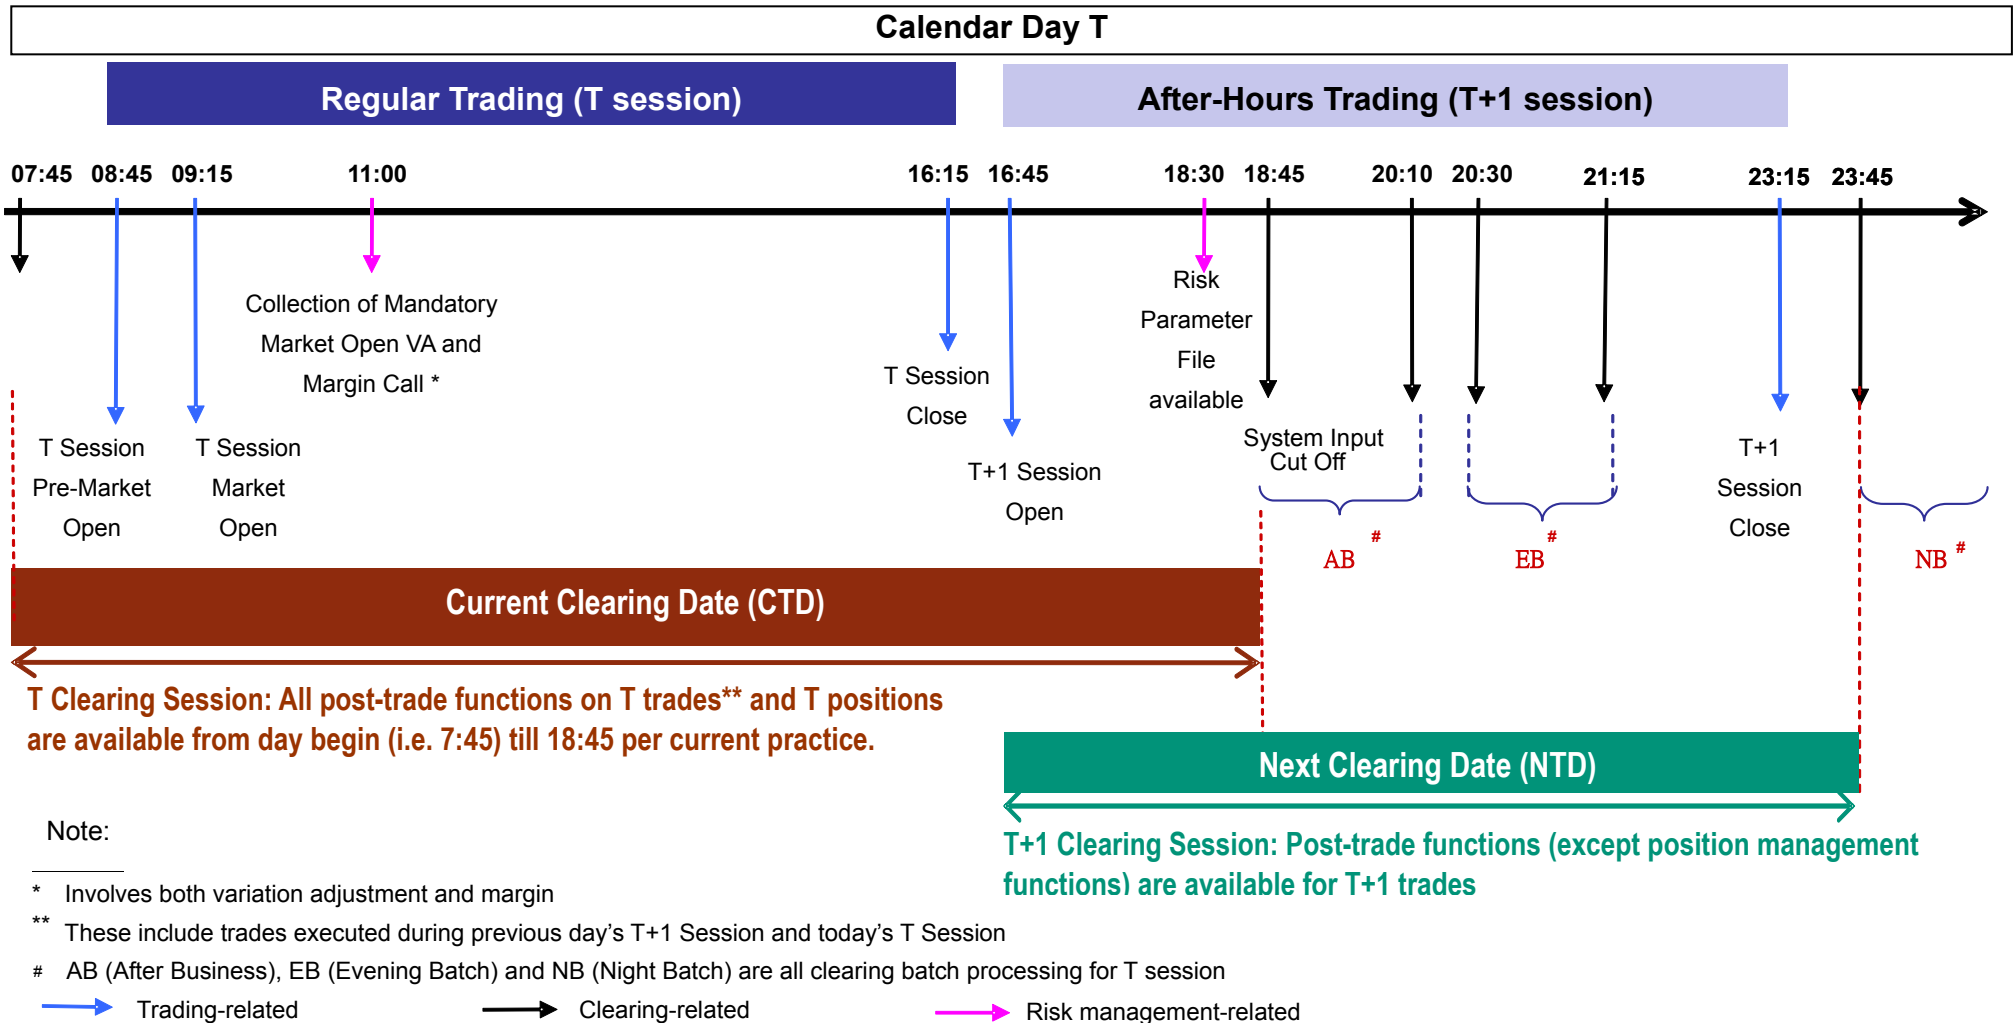 Calendar Day T
Regular Trading (T session)
After-Hours Trading (T+1 session)
07:45 08:45 09:15 11:00 16:15 16:45 18:30 18:45 20:10 20:30 21:15 23:15 23:45
Collection of Mandatory
Market Open VA and
Margin Call *
Risk
Parameter
File
available
T Session
Close
T Session
Pre-Market
Open
T Session
Market
Open
T+1 Session
Open
System Input
Cut Off
T+1
Session
Close
AB #
EB #
NB #
Current Clearing Date (CTD)
T Clearing Session: All post-trade functions on T trades** and T positions
are available from day begin (i.e. 7:45) till 18:45 per current practice.
Next Clearing Date (NTD)
T+1 Clearing Session: Post-trade functions (except position management
functions) are available for T+1 trades
Note:
* Involves both variation adjustment and margin
** These include trades executed during previous day's T+1 Session and today's T Session
# AB (After Business), EB (Evening Batch) and NB (Night Batch) are all clearing batch processing for T session
Trading-related Clearing-related Risk management-related